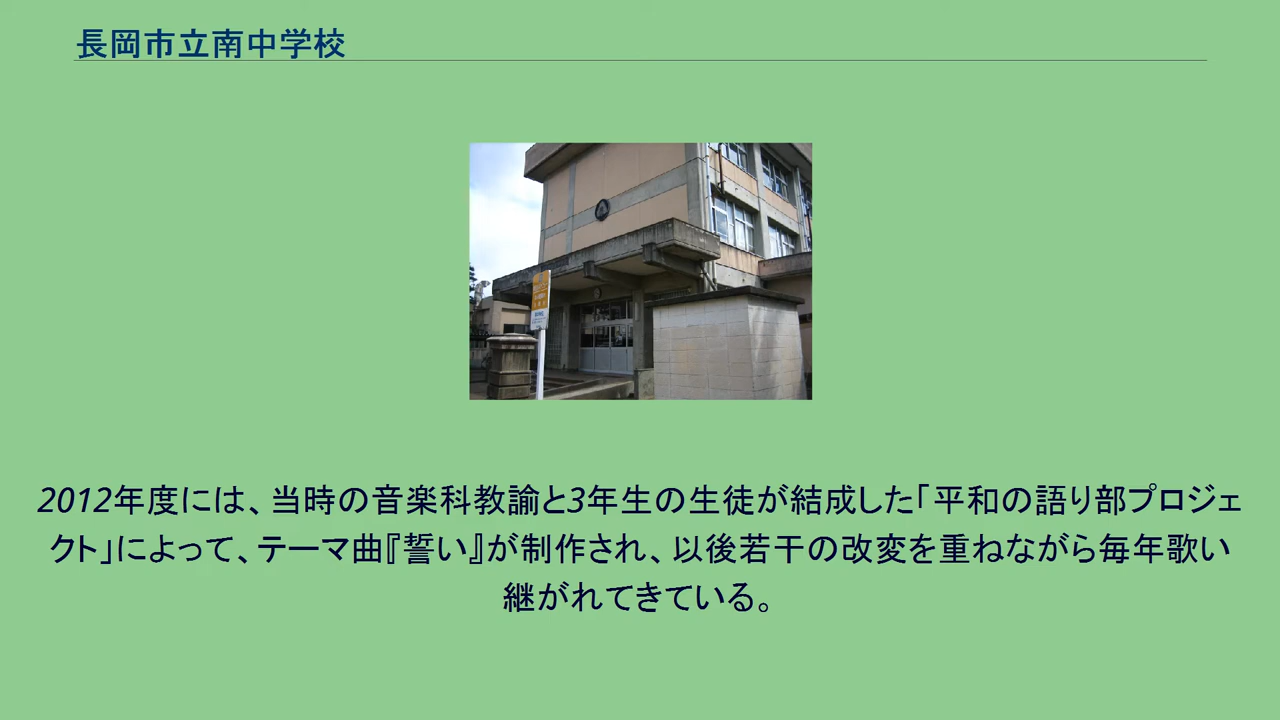 長岡市立南中学校
2012年度には、当時の音楽科教諭と3年生の生徒が結成した「平和の語り部プロジェ
クト」によって、テーマ曲『誓い』が制作され、以後若干の改変を重ねながら毎年歌い
継がれてきている。